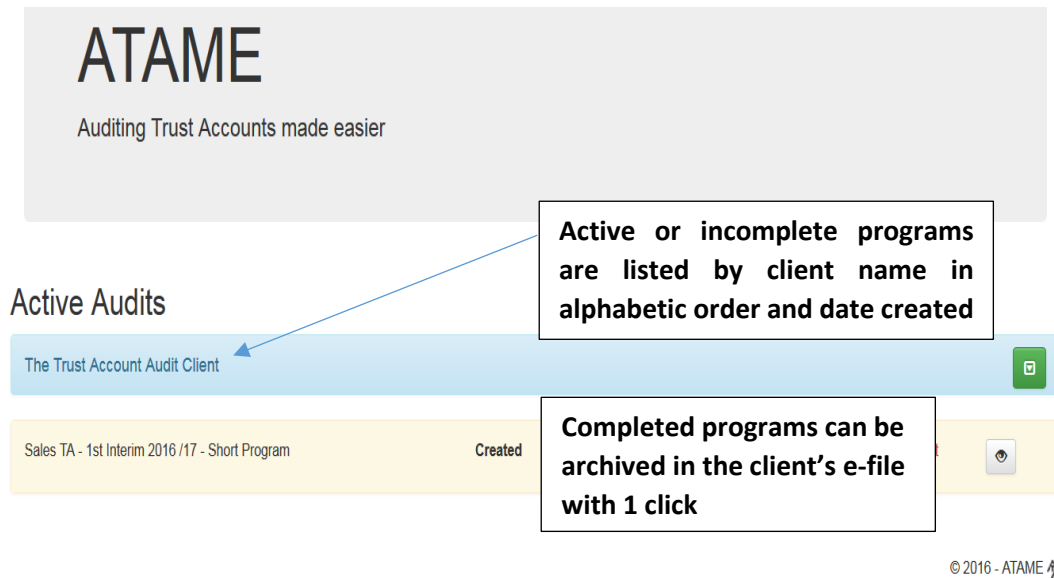 ATAME
Auditing Trust Accounts made easier
Active or incomplete programs
are listed by client name in
alphabetic order and date created
Active Audits
The Trust Account Audit Client
Sales TA - 1st Interim 2016 /17 - Short Program Created
Completed programs can be
archived in the client’s e-file
with 1 click
© 2016 - ATAME